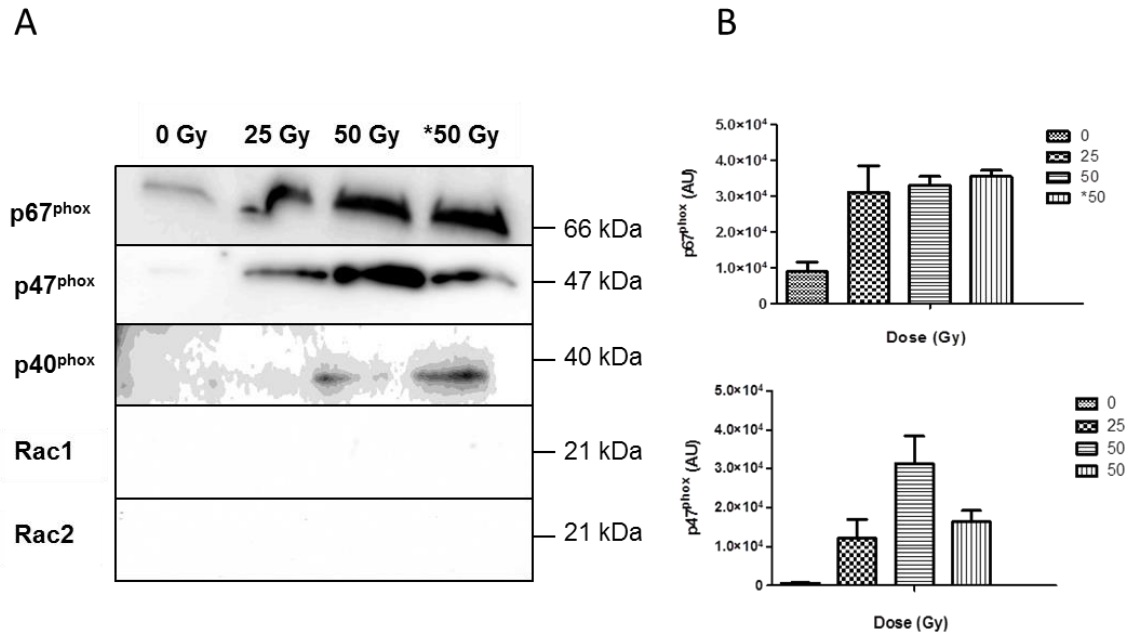 A
B
0 Gy 25 Gy 50 Gy *50 Gy
p67phox
66 kDa
p47phox
47 kDa
p40phox
40 kDa
Rac1
21 kDa
Rac2
21 kDa
p67phox (AU)
5.0×10⁴
4.0×10⁴
3.0×10⁴
2.0×10⁴
1.0×10⁴
0
Dose (Gy)
0
25
50
*50
p47phox (AU)
5.0×10⁴
4.0×10⁴
3.0×10⁴
2.0×10⁴
1.0×10⁴
0
Dose (Gy)
0
25
50
50